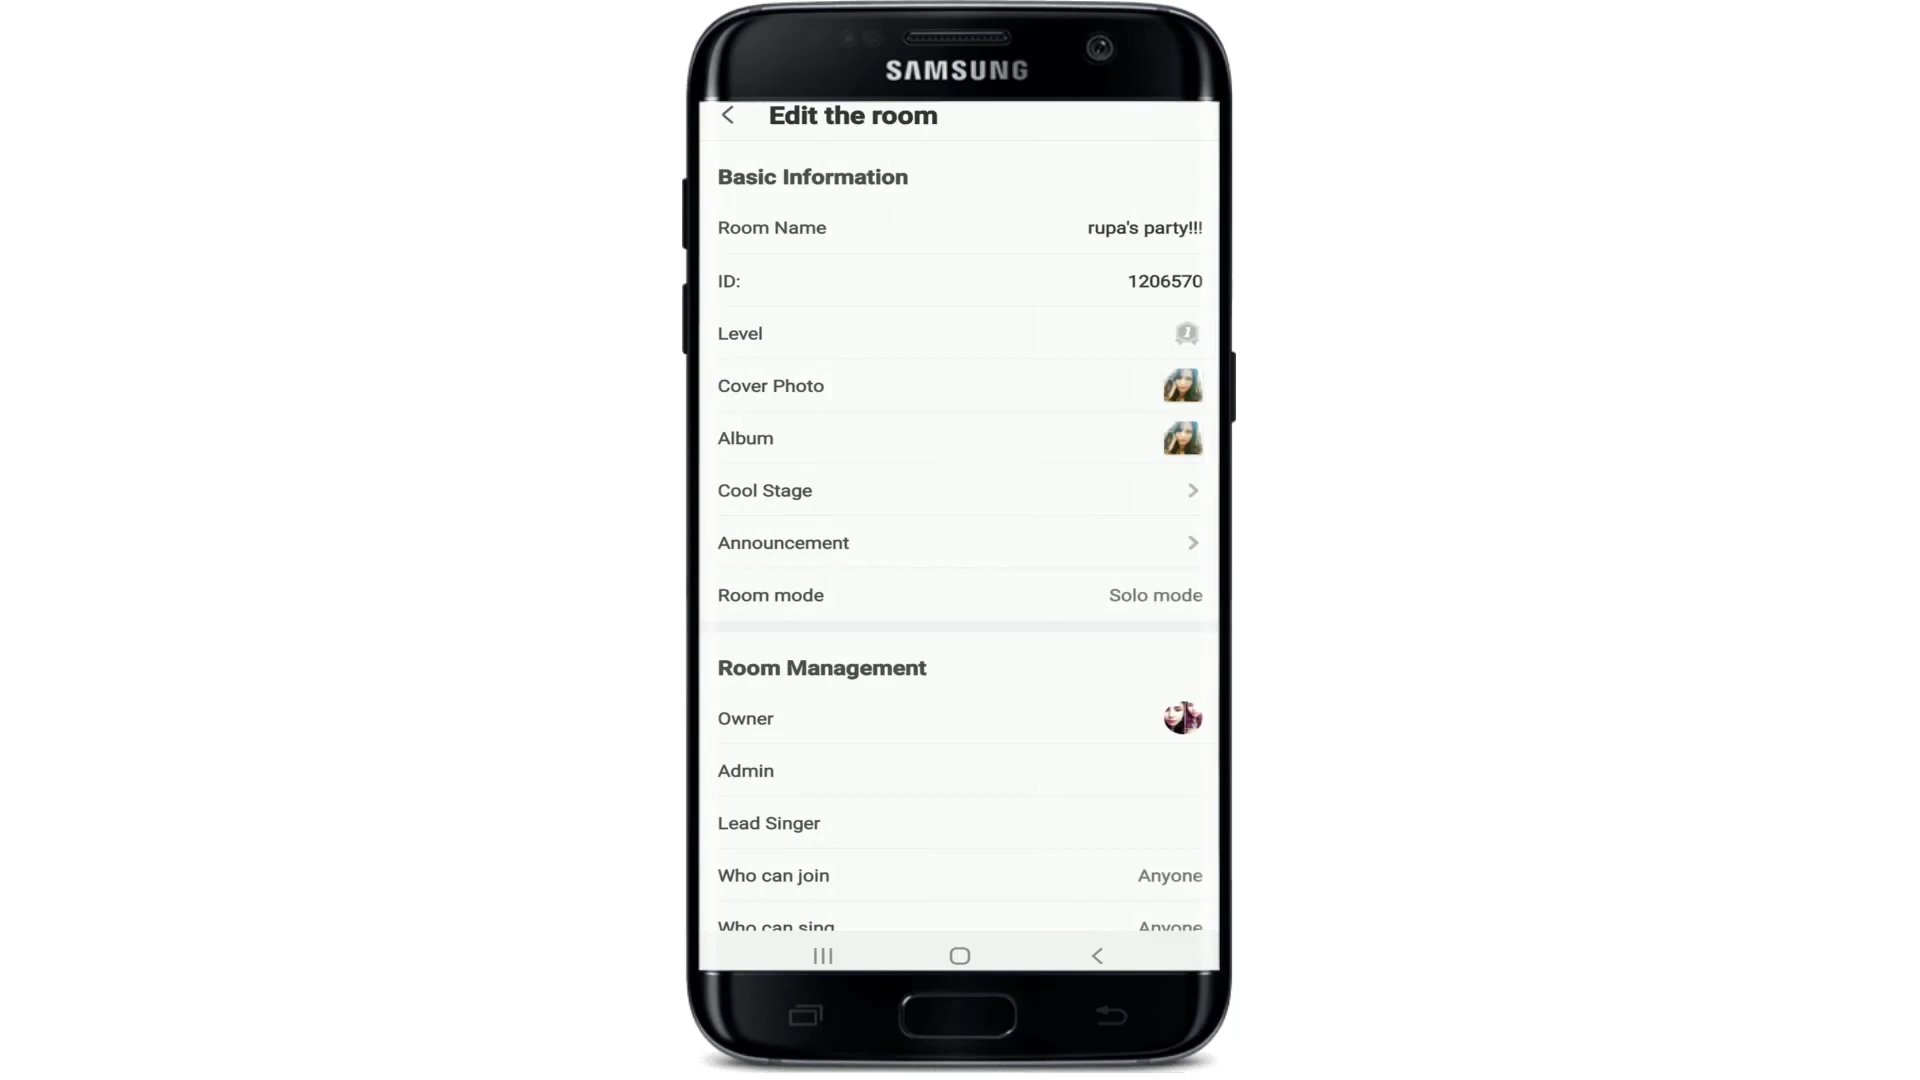 SAMSUNG
Edit the room
Basic Information
Room Name rupa's party!!!
ID: 1206570
Level 1
Cover Photo
Album
Cool Stage
Announcement
Room mode Solo mode
Room Management
Owner
Admin
Lead Singer
Who can join Anyone
Who can sing Anyone